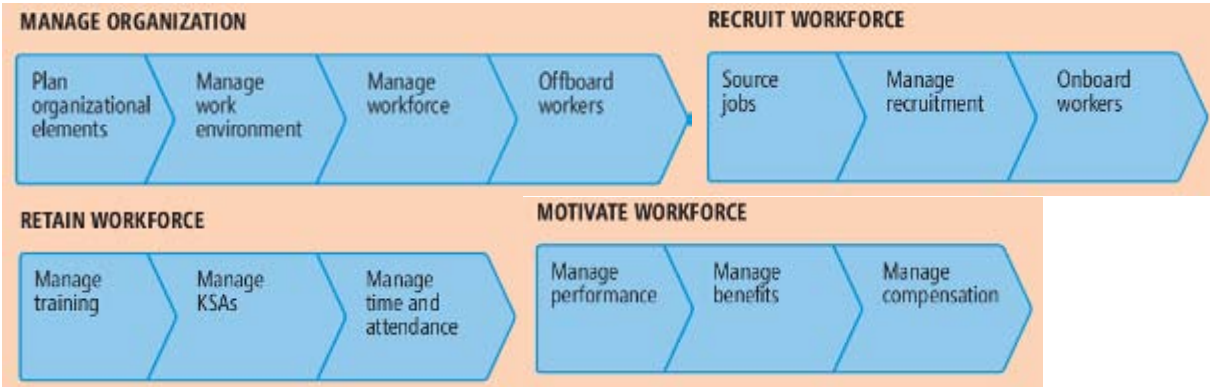 MANAGE ORGANIZATION
Plan
organizational
elements
Manage
work
environment
Manage
workforce
Offboard
workers
RECRUIT WORKFORCE
Source
jobs
Manage
recruitment
Onboard
workers
RETAIN WORKFORCE
Manage
training
Manage
KSAs
Manage
time and
attendance
MOTIVATE WORKFORCE
Manage
performance
Manage
benefits
Manage
compensation